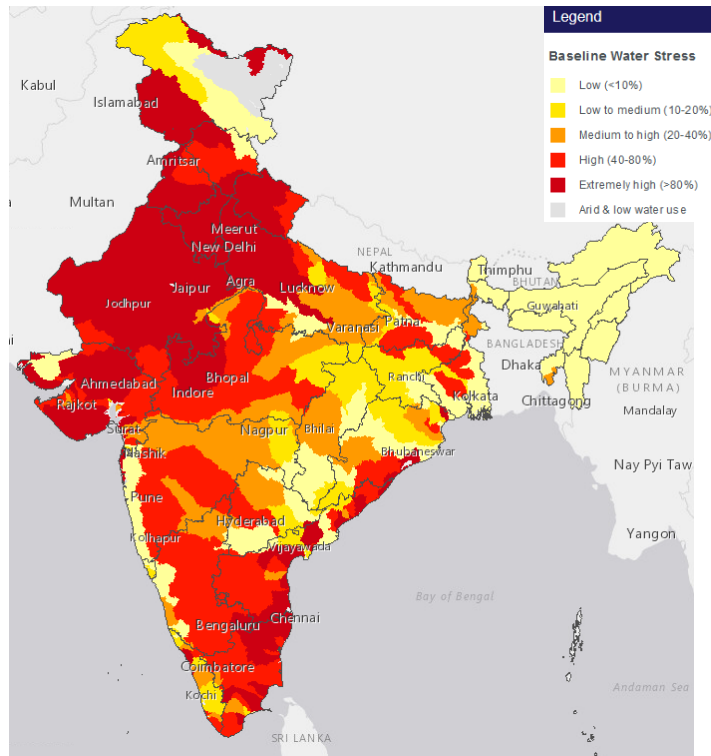 Legend
Baseline Water Stress
Low (<10%)
Low to medium (10-20%)
Medium to high (20-40%)
High (40-80%)
Extremely high (>80%)
Arid & low water use
Kabul
Islamabad
Amritsar
Multan
Meerut
New Delhi
NEPAL
Kathmandu
Thimphu
BHUTAN
Agra
Lucknow
Jaipur
Jodhpur
Guwahati
Patna
Varanasi
BANGLADESH
Dhaka
MYANMAR
(BURMA)
Ahmedabad
Bhopal
Ranchi
Indore
Kolkata
Chittagong
Mandalay
Rajkot
Surat
Nagpur
Bhilai
Nashik
Bhubaneswar
Nay Pyi Taw
Pune
Hyderabad
Yangon
Kolhapur
Vijayawada
Bay of Bengal
Chennai
Bengaluru
Coimbatore
Andaman Sea
Kochi
SRI LANKA